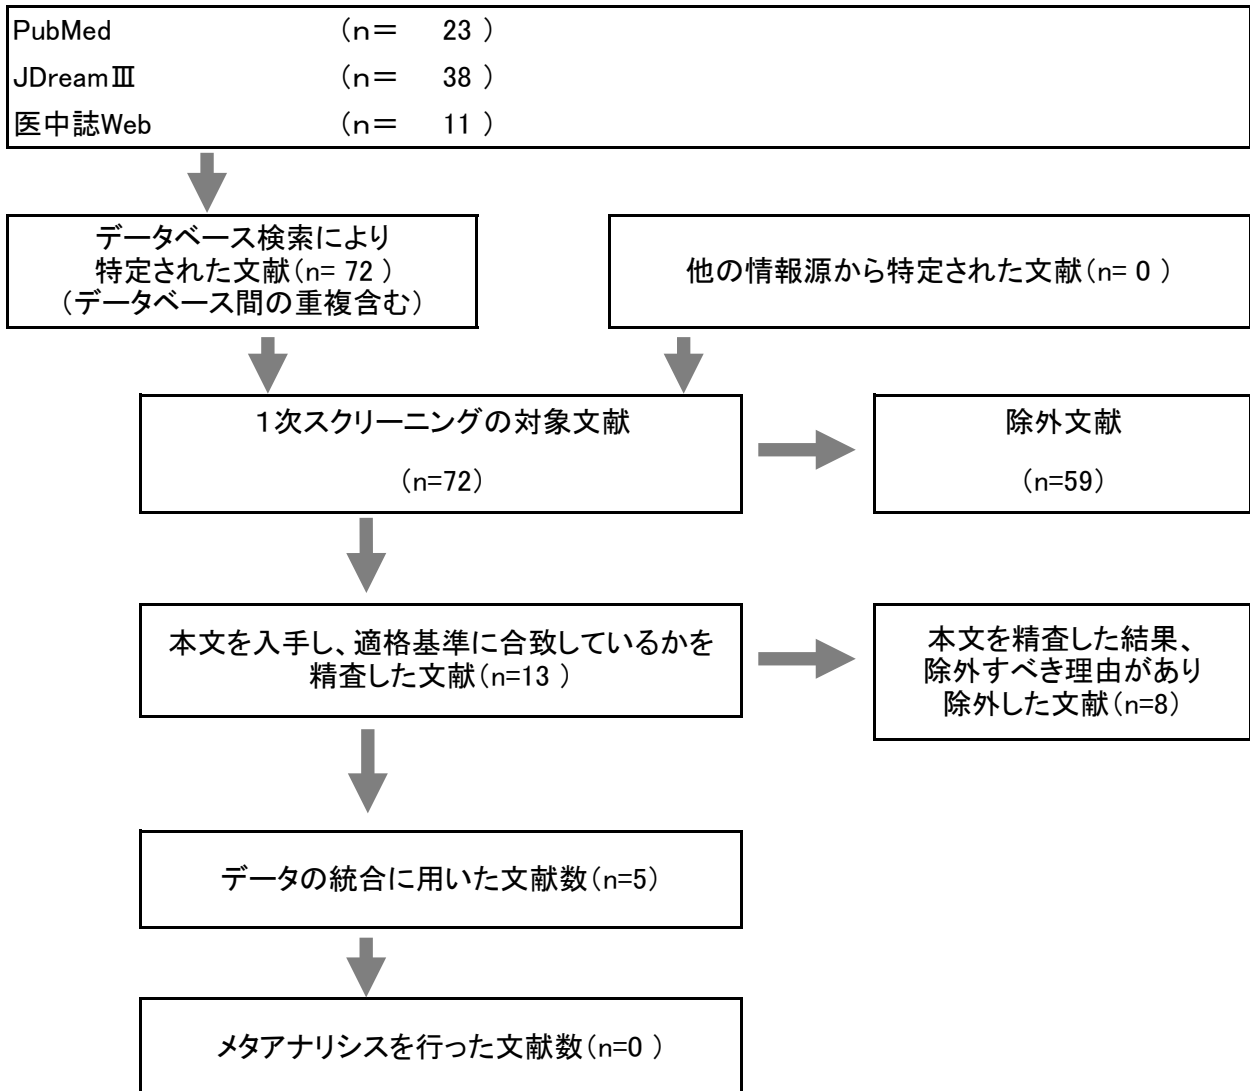 PubMed （ｎ＝ 23 ）
JDreamⅢ （ｎ＝ 38 ）
医中誌Web （ｎ＝ 11 ）
データベース検索により
特定された文献（n= 72 ）
（データベース間の重複含む）
他の情報源から特定された文献（n= 0 ）
１次スクリーニングの対象文献
（n=72）
除外文献
（n=59）
本文を入手し、適格基準に合致しているかを
精査した文献（n=13 ）
本文を精査した結果、
除外すべき理由があり
除外した文献（n=8）
データの統合に用いた文献数（n=5）
メタアナリシスを行った文献数（n=0 ）